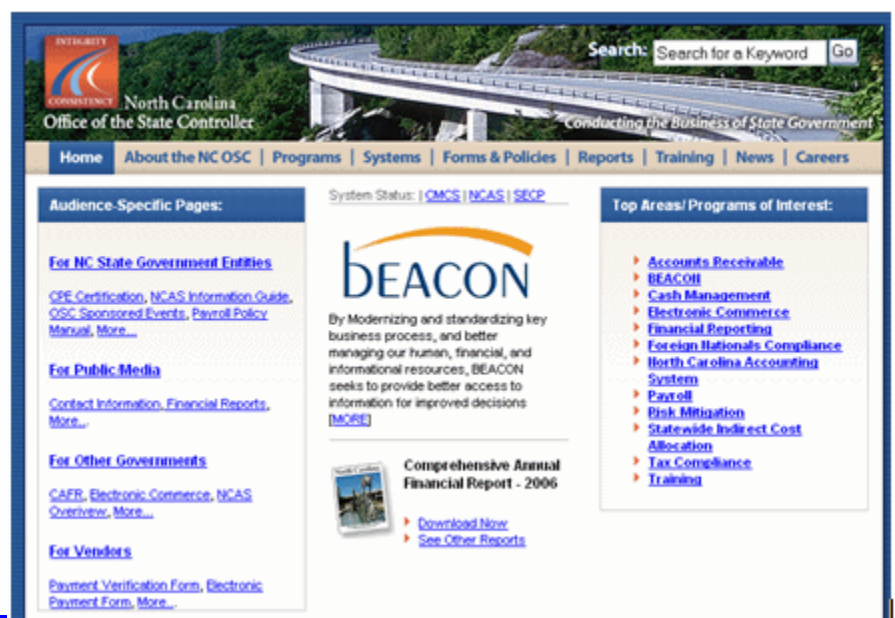 INTEGRITY
CONSISTENCY
North Carolina
Office of the State Controller
Search: Search for a Keyword Go
Conducting the Business of State Government
Home About the NC OSC | Programs | Systems | Forms & Policies | Reports | Training | News | Careers
Audience-Specific Pages:
For NC State Government Entities
CPE Certification, NCAS Information Guide,
OSC Sponsored Events, Payroll Policy
Manual, More...
For Public/Media
Contact Information, Financial Reports,
More...
For Other Governments
CAFR, Electronic Commerce, NCAS
Overivew, More...
For Vendors
Payment Verification Form, Electronic
Payment Form, More...
System Status: | CMCS | NCAS | SECP
BEACON
By Modernizing and standardizing key
business process, and better
managing our human, financial, and
informational resources, BEACON
seeks to provide better access to
information for improved decisions
[MORE]
North Carolina
Comprehensive Annual
Financial Report - 2006
Download Now
See Other Reports
Top Areas/Programs of Interest:
Accounts Receivable
BEACON
Cash Management
Electronic Commerce
Financial Reporting
Foreign Nationals Compliance
North Carolina Accounting
System
Payroll
Risk Mitigation
Statewide Indirect Cost
Allocation
Tax Compliance
Training